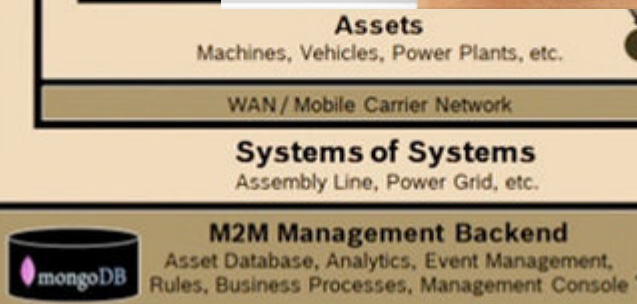 Assets
Machines, Vehicles, Power Plants, etc.
WAN / Mobile Carrier Network
Systems of Systems
Assembly Line, Power Grid, etc.
M2M Management Backend
Asset Database, Analytics, Event Management,
Rules, Business Processes, Management Console
mongoDB